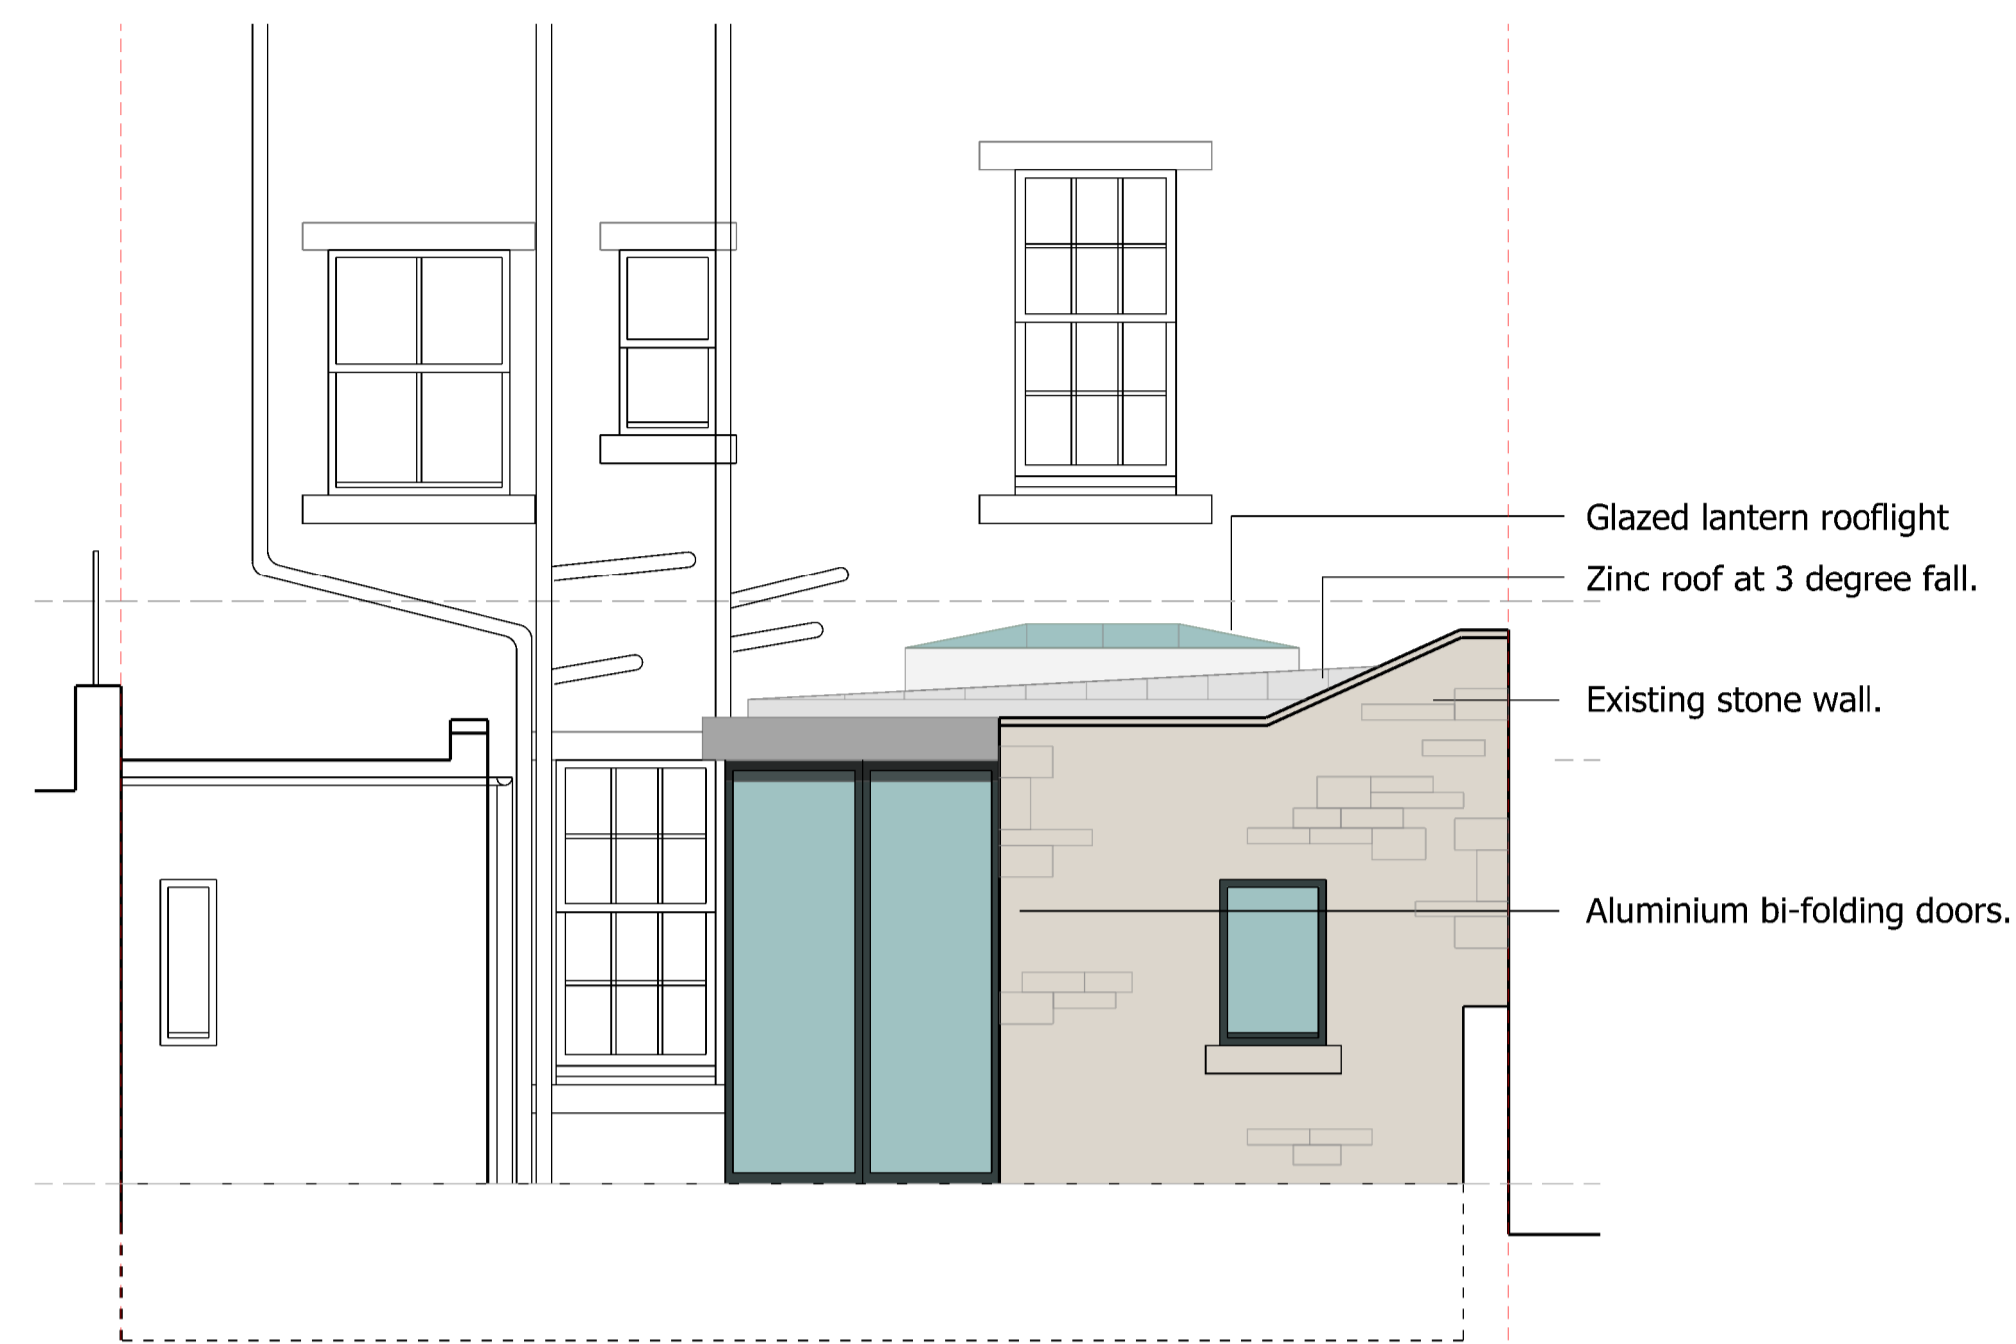 Glazed lantern rooflight
Zinc roof at 3 degree fall.
Existing stone wall.
Aluminium bi-folding doors.